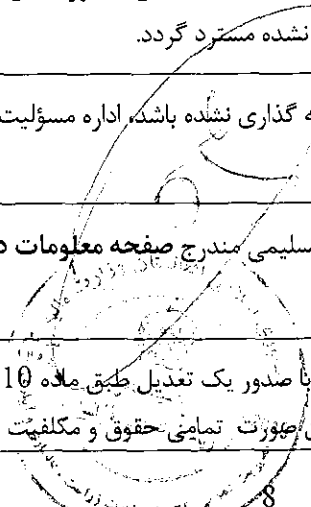 نشده مسترد گردد.
گذاری نشده باشد، اداره مسؤلیت
مندرج صفحه معلومات
با صدور یک تعدیل طبق ماده 10
صورت تمامی حقوق و مکلفیت
8